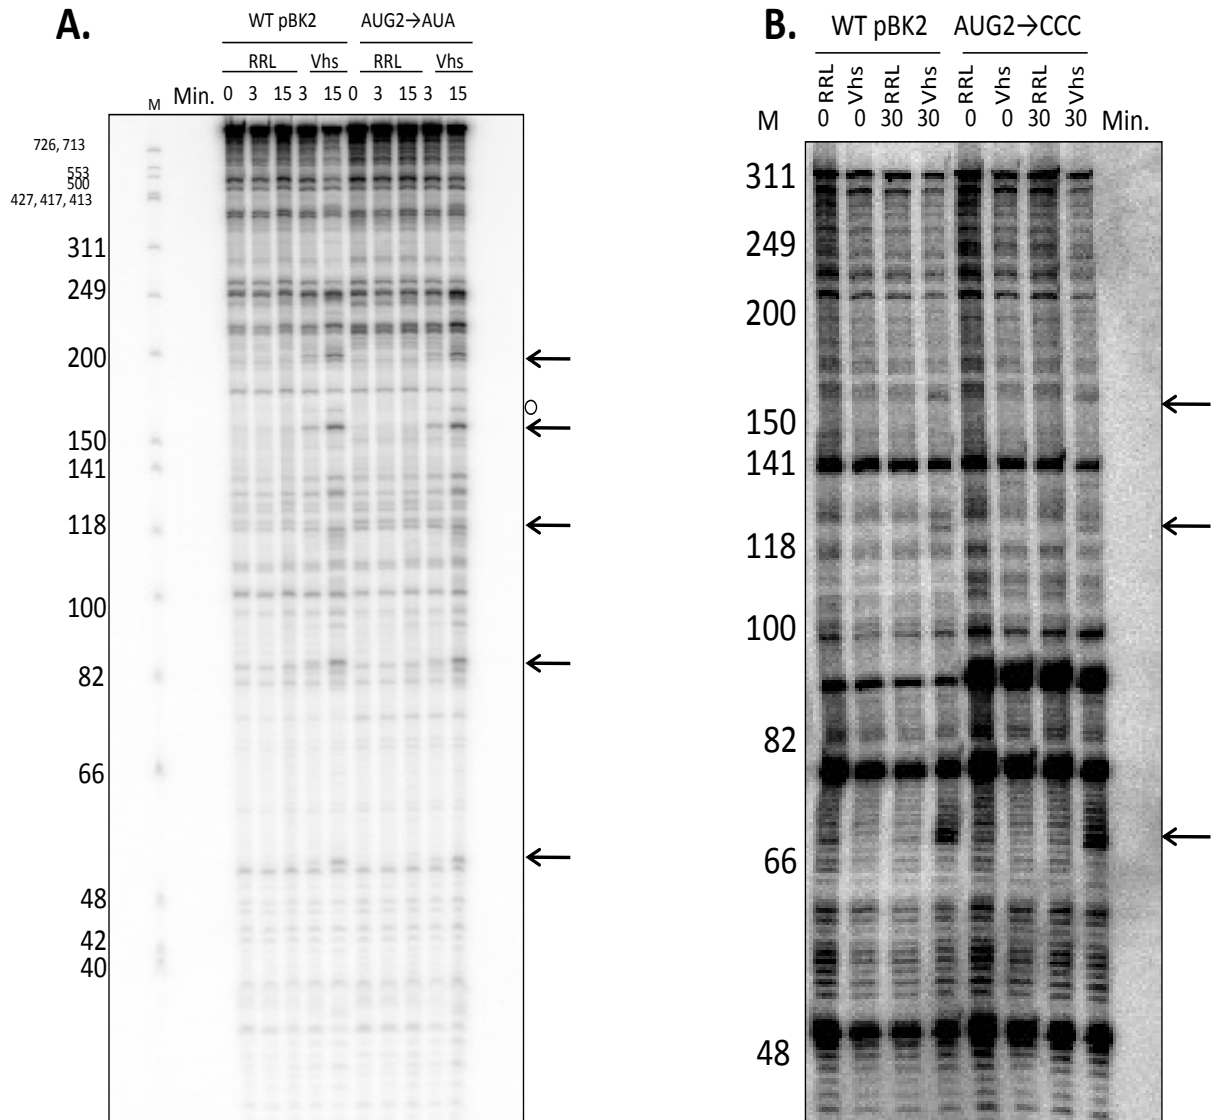 A.
WT pBK2 AUG2→AUA
RRL Vhs RRL Vhs
M Min. 0 3 15 3 15 0 3 15 3 15
726, 713
553
500
427, 417, 413
311
249
200
150
141
118
100
82
66
48
42
40
B.
WT pBK2 AUG2→CCC
RRL Vhs RRL Vhs RRL Vhs RRL Vhs
M 0 0 30 30 0 0 30 30 Min.
311
249
200
150
141
118
100
82
66
48